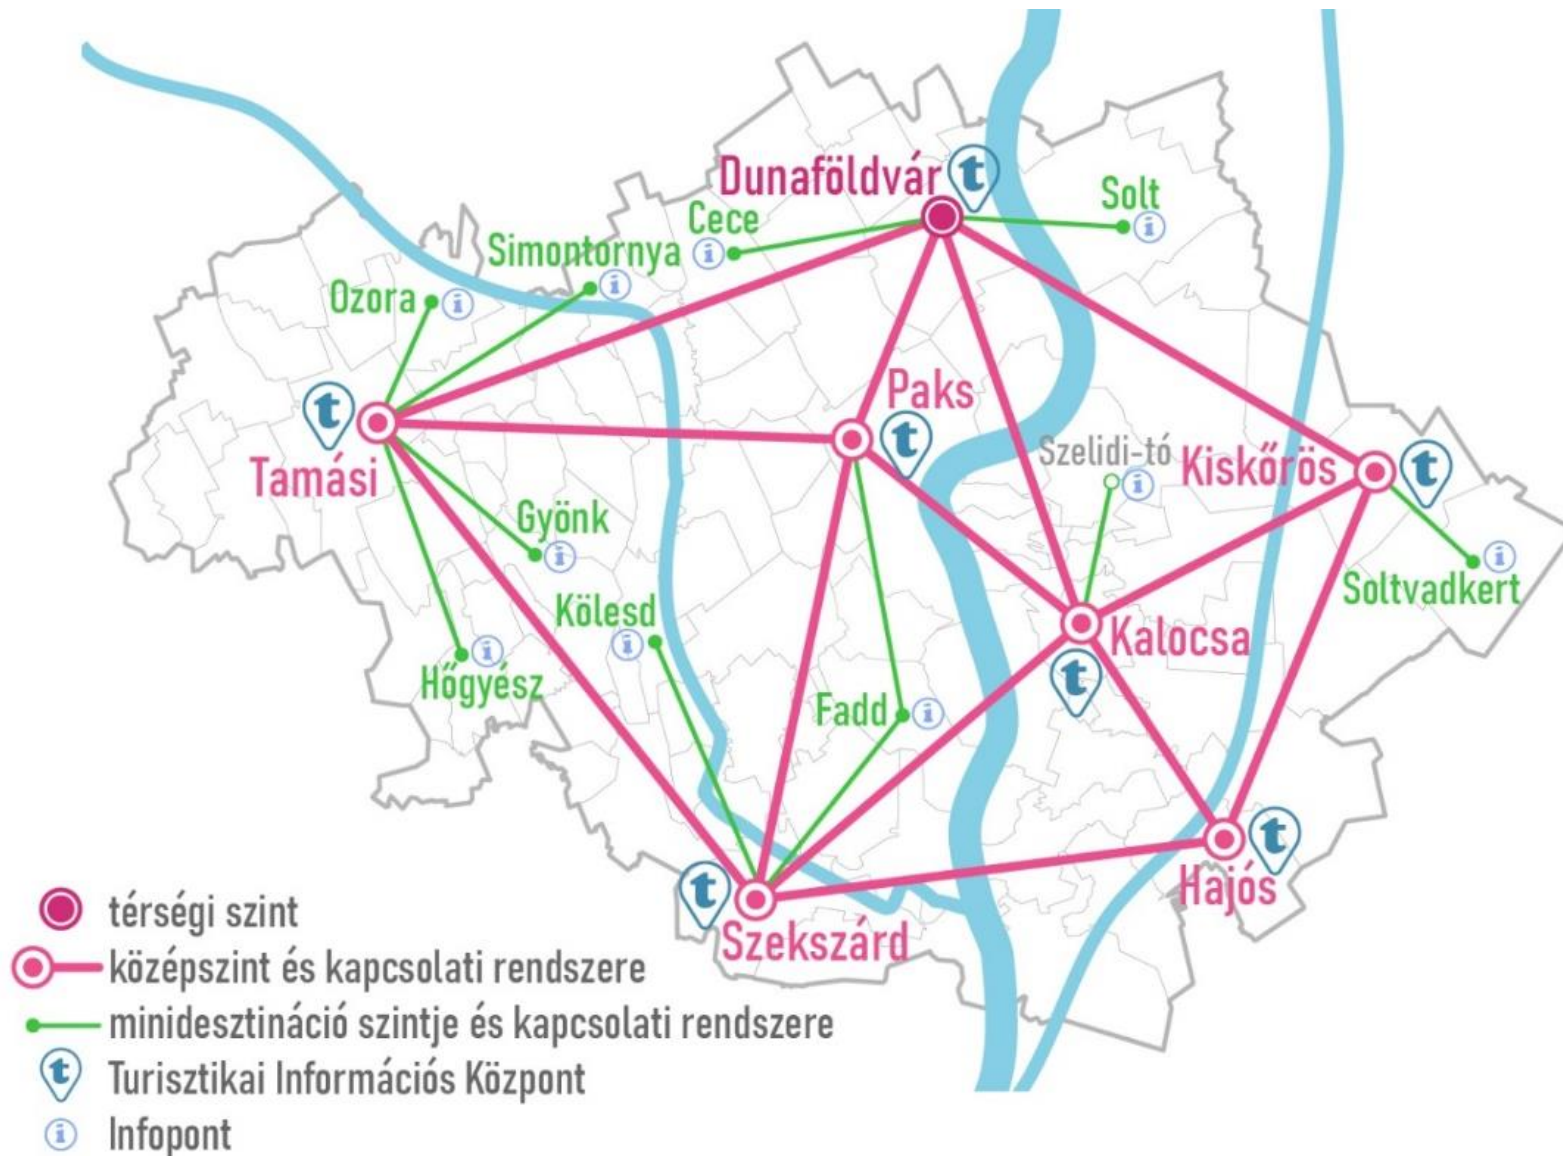 Dunaföldvár
Solt
Cece
Simontornya
Ozora
Paks
Szelidi-tó
Kiskőrös
Tamási
Gyönk
Soltvadkert
Kölesd
Kalocsa
Hőgyész
Fadd
Hajós
Szekszárd
térségi szint
középszint és kapcsolati rendszere
minidesztináció szintje és kapcsolati rendszere
Turisztikai Információs Központ
Infopont